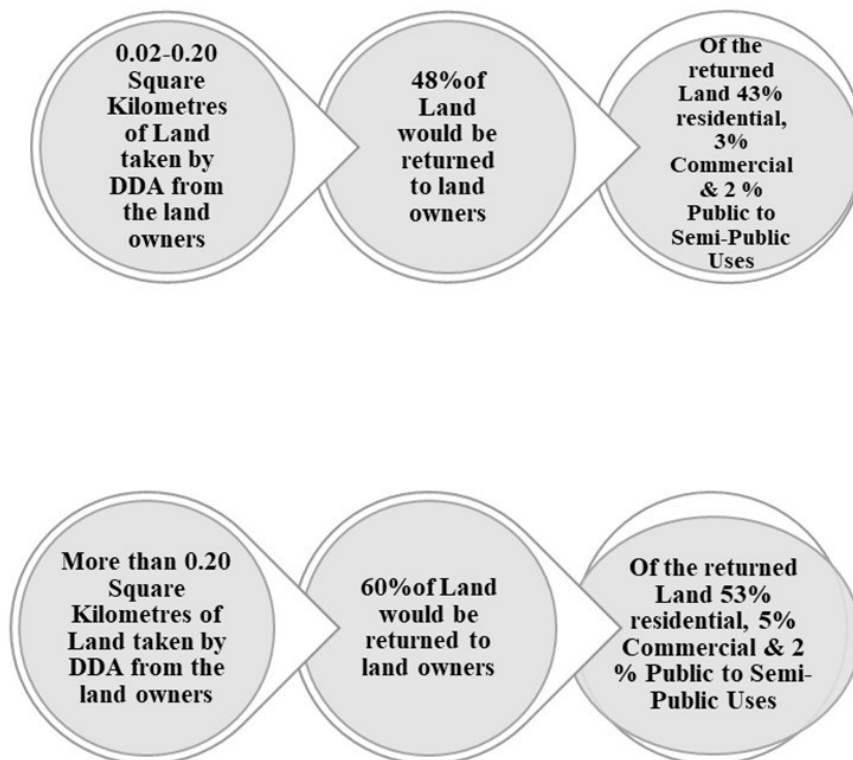 0.02-0.20
Square
Kilometres
of Land
taken by
DDA from
the land
owners
48%of
Land
would be
returned
to land
owners
Of the
returned
Land 43%
residential,
3%
Commercial
& 2 %
Public to
Semi-Public
Uses
More than 0.20
Square
Kilometres of
Land taken by
DDA from the
land owners
60%of Land
would be
returned to
land owners
Of the returned
Land 53%
residential, 5%
Commercial & 2
% Public to Semi-
Public Uses